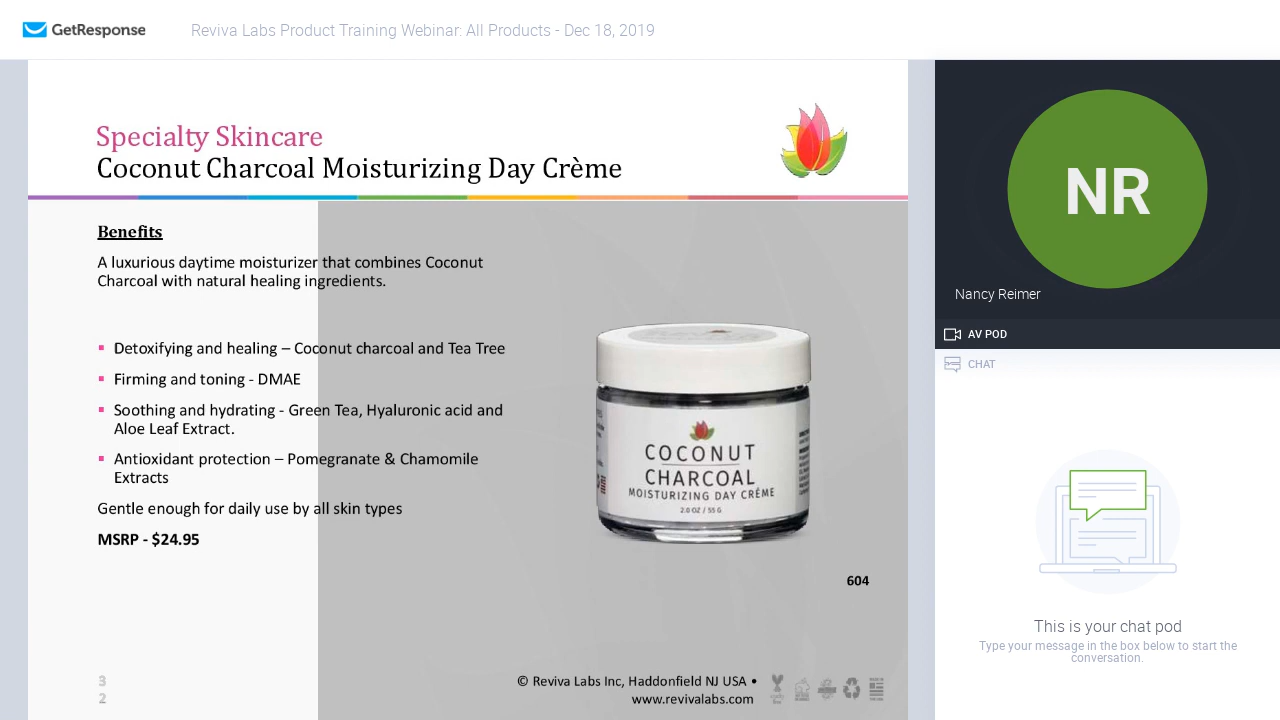 GetResponse
Reviva Labs Product Training Webinar: All Products - Dec 18, 2019
Specialty Skincare
Coconut Charcoal Moisturizing Day Crème
Benefits
A luxurious daytime moisturizer that combines Coconut
Charcoal with natural healing ingredients.
▪ Detoxifying and healing – Coconut charcoal and Tea Tree
▪ Firming and toning - DMAE
▪ Soothing and hydrating - Green Tea, Hyaluronic acid and
Aloe Leaf Extract.
▪ Antioxidant protection – Pomegranate & Chamomile
Extracts
Gentle enough for daily use by all skin types
MSRP - $24.95
COCONUT
CHARCOAL
MOISTURIZING DAY CRÈME
2.0 OZ / 55 G
604
3
2
© Reviva Labs Inc, Haddonfield NJ USA •
www.revivalabs.com
NR
Nancy Reimer
AV POD
CHAT
This is your chat pod
Type your message in the box below to start the
conversation.